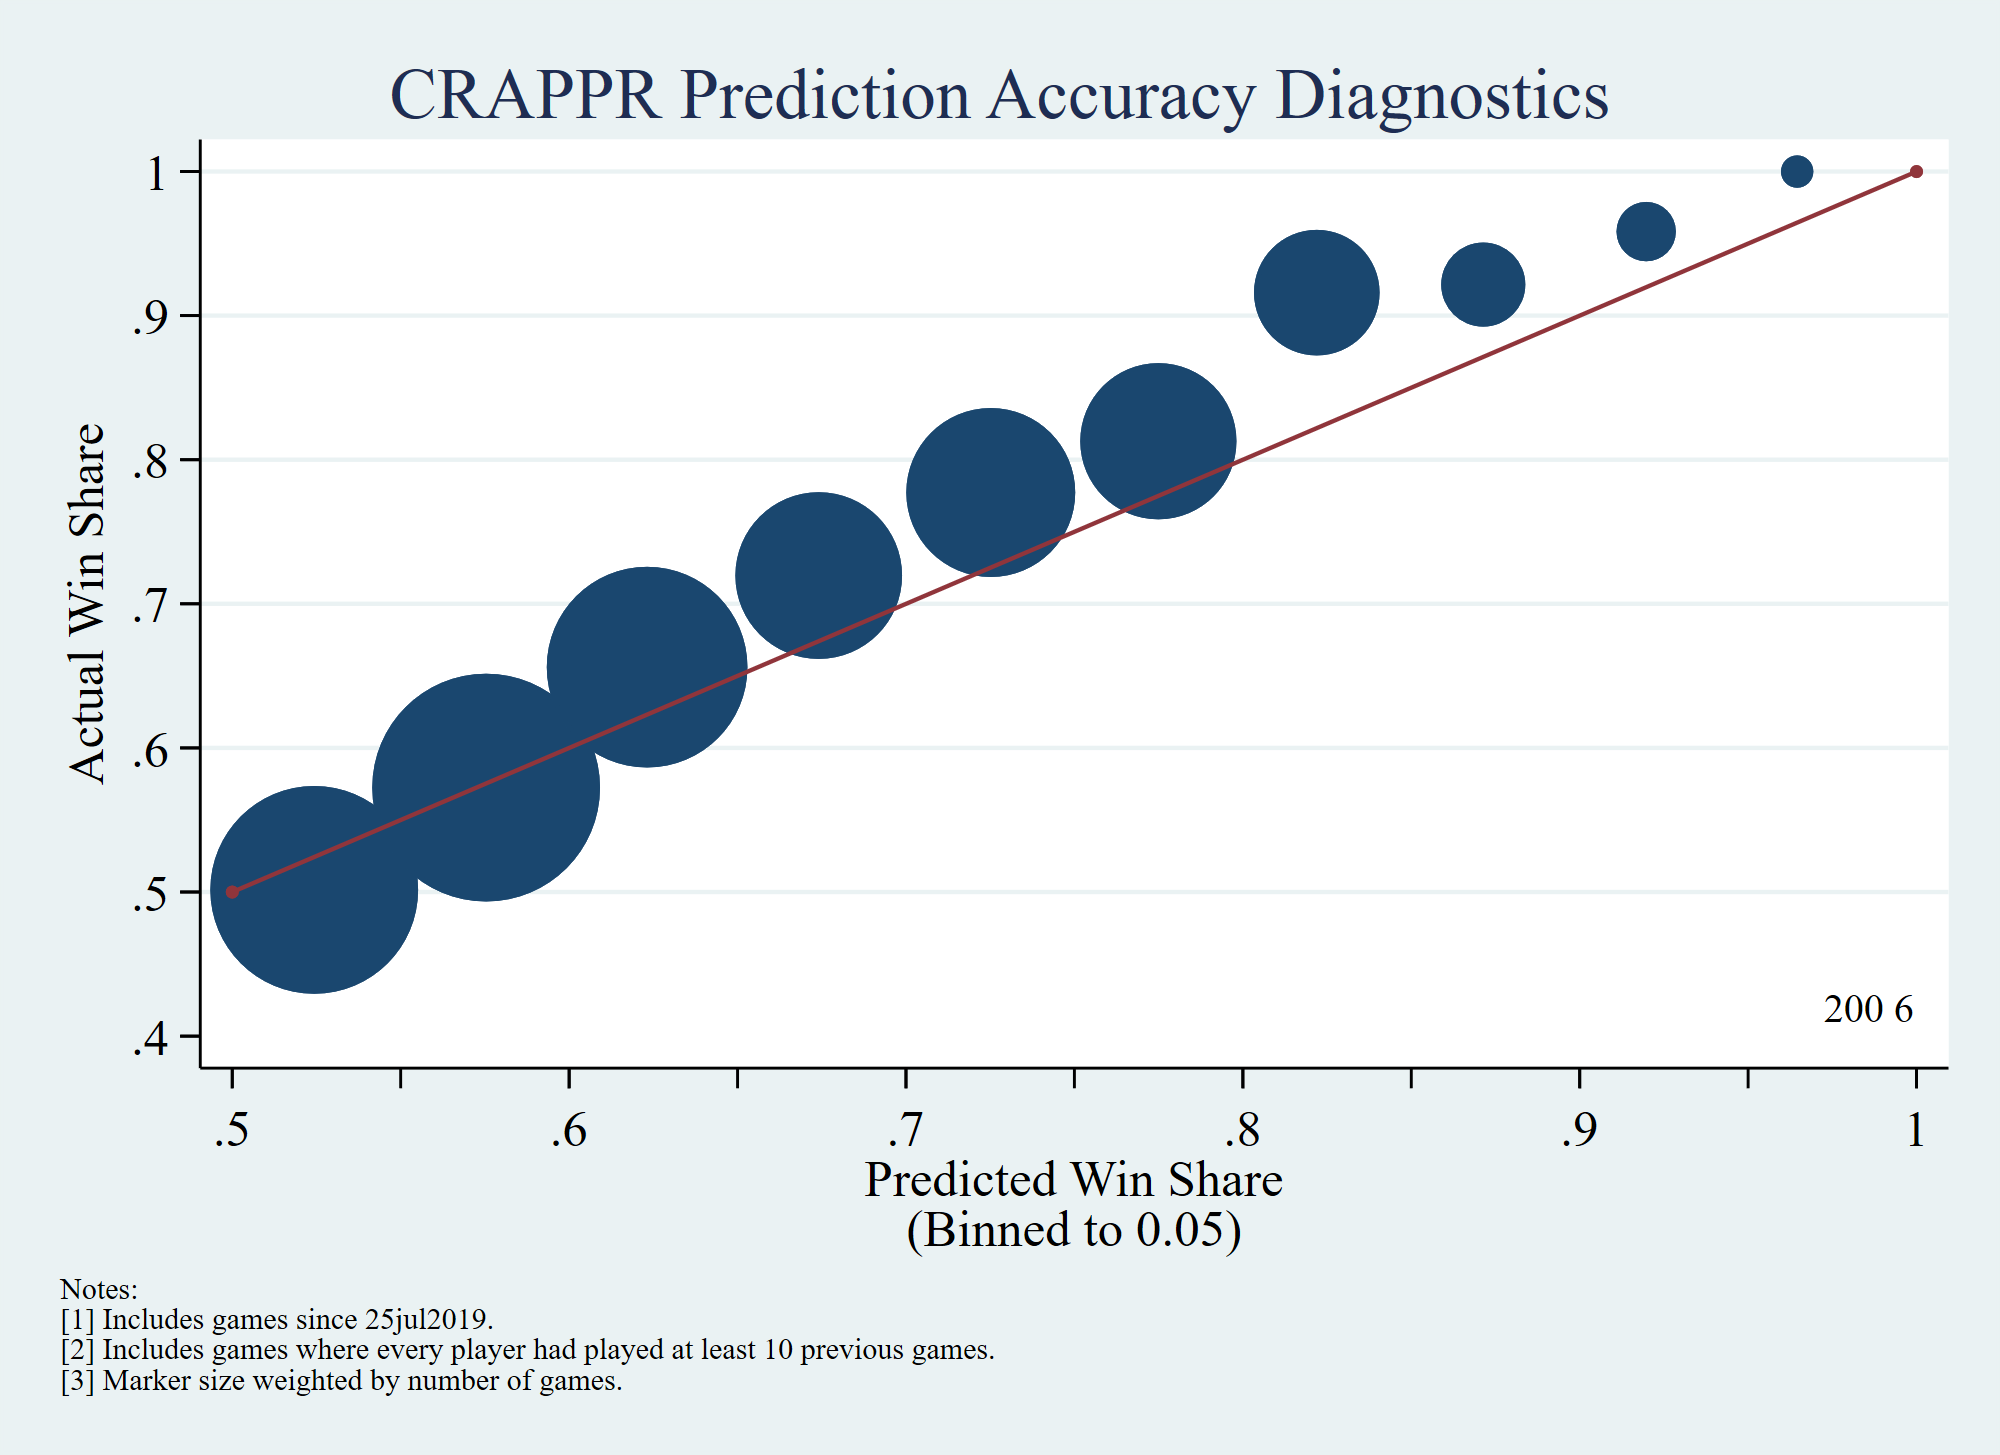 CRAPPR Prediction Accuracy Diagnostics
1
.9
.8
.7
.6
.5
.4
Actual Win Share
200 6
.5
.6
.7
.8
.9
1
Predicted Win Share
(Binned to 0.05)
Notes:
[1] Includes games since 25jul2019.
[2] Includes games where every player had played at least 10 previous games.
[3] Marker size weighted by number of games.